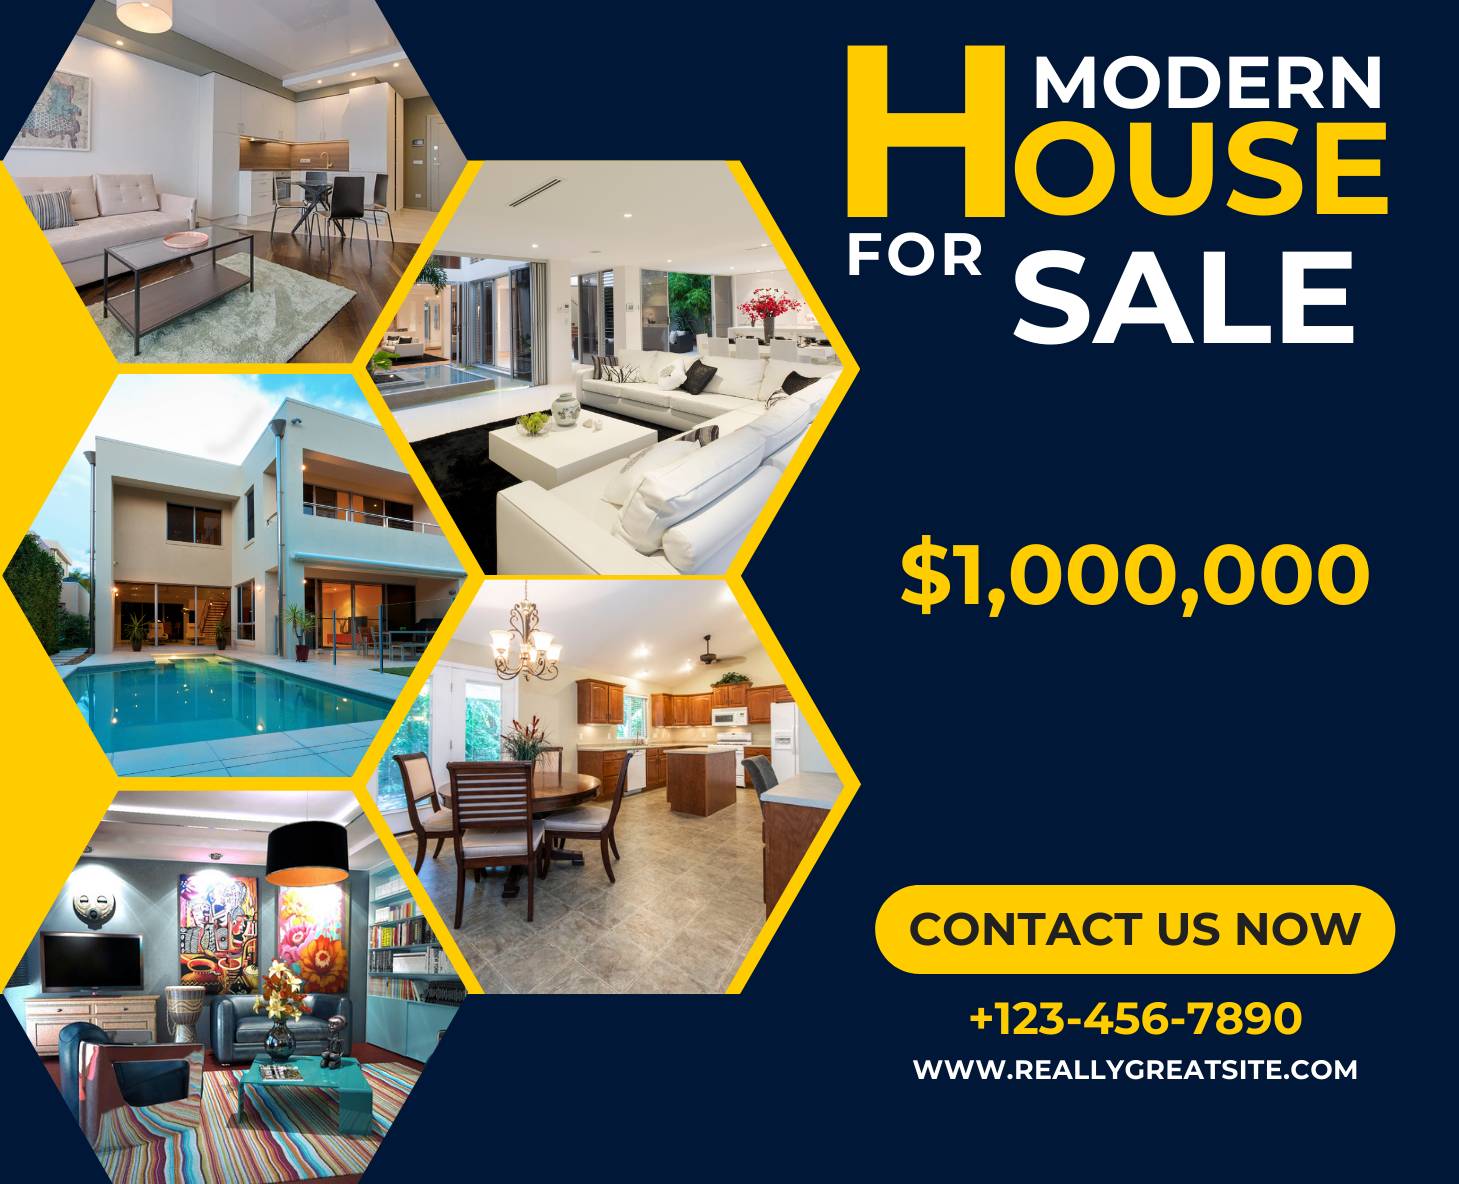 MODERN
HOUSE
FOR SALE
$1,000,000
CONTACT US NOW
+123-456-7890
WWW.REALLYGREATSITE.COM